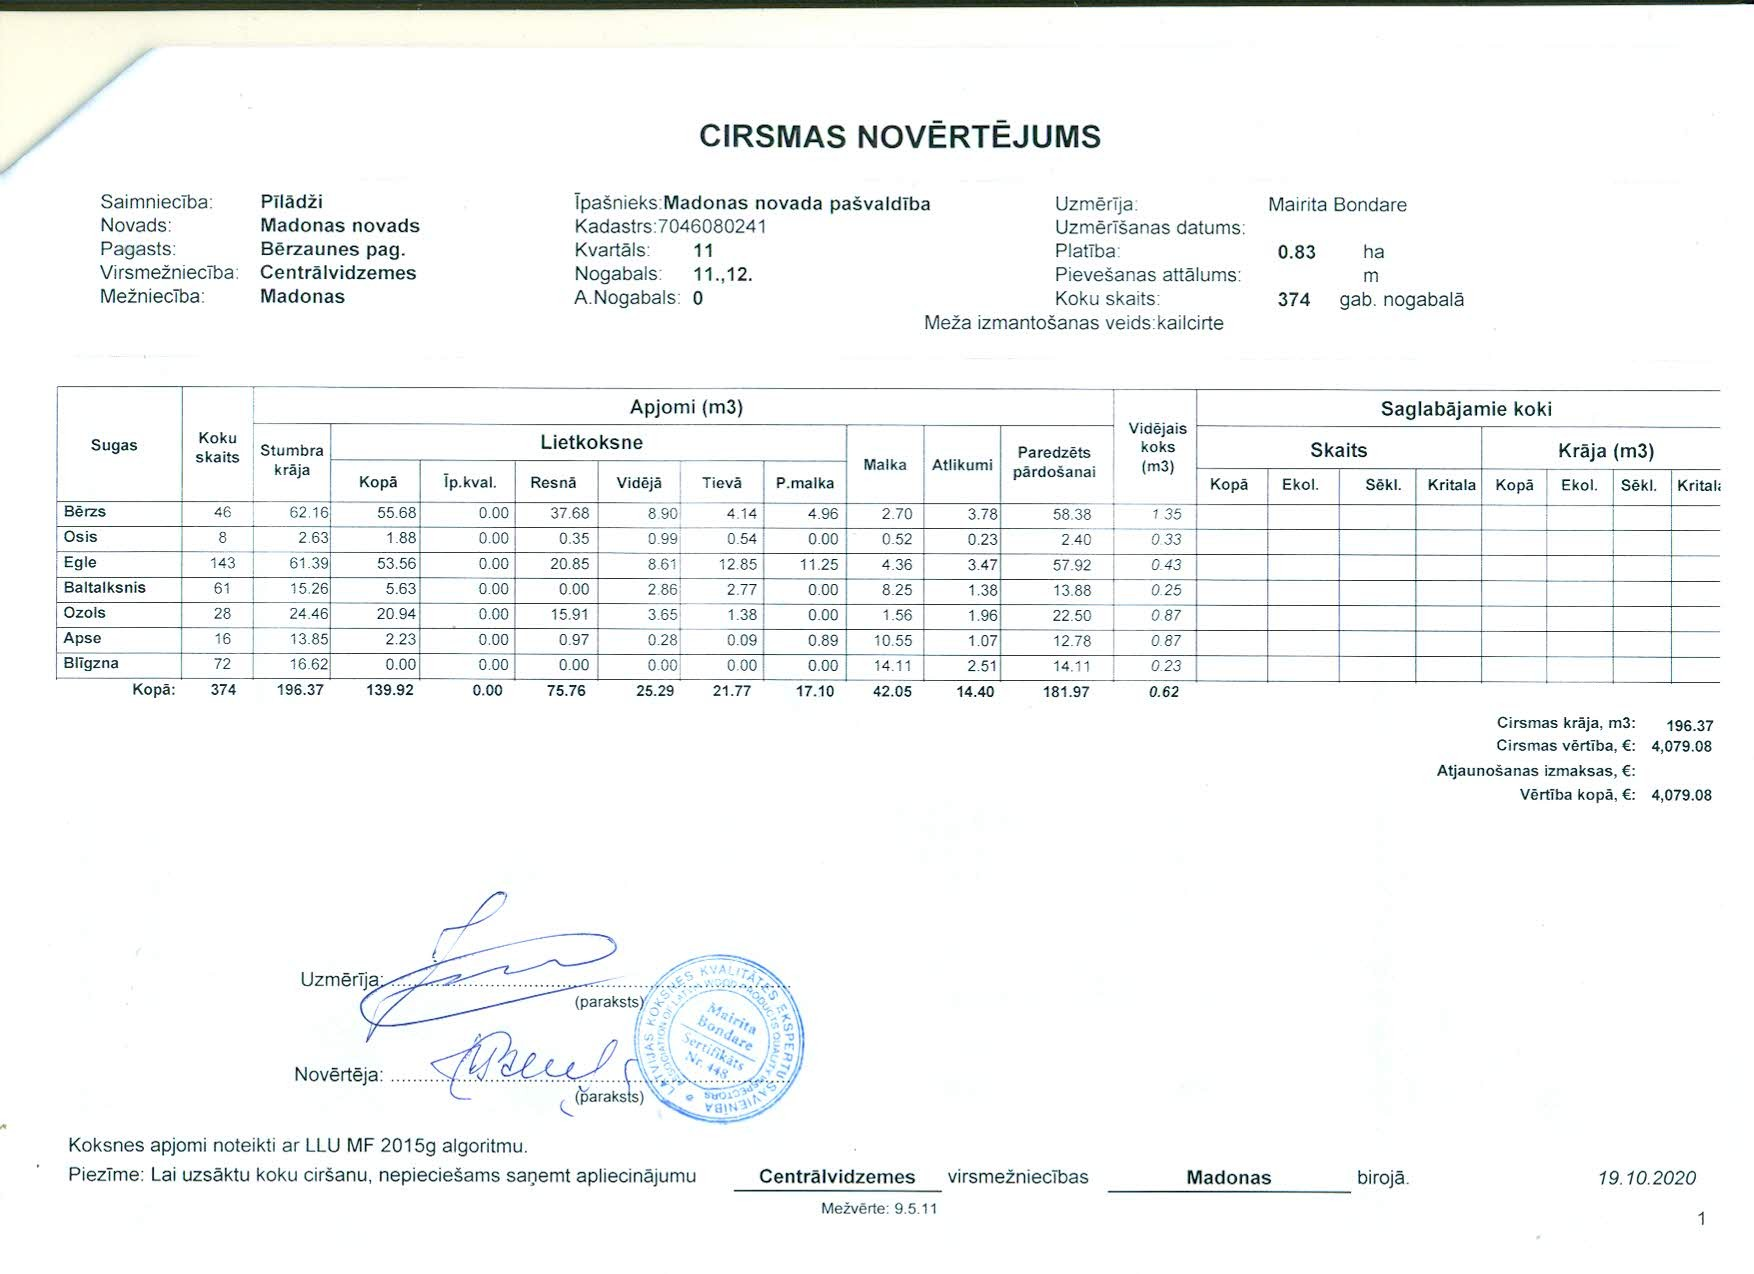 CIRSMAS NOVĒRTĒJUMS
Saimniecība: Pīlādži Īpašnieks:Madonas novada pašvaldība Uzmērīja: Mairita Bondare
Novads: Madonas novads Kadastrs:7046080241 Uzmērīšanas datums:
Pagasts: Bērzaunes pag. Kvartāls: 11 Platība: 0.83 ha
Virsmežniecība: Centrālvidzemes Nogabals: 11.,12. Pievešanas attālums: m
Mežniecība: Madonas A.Nogabals: 0 Koku skaits: 374 gab. nogabalā
Meža izmantošanas veids:kailcirte
Sugas Koku skaits Apjomi (m3) Vidējais koks (m3) Saglabājamie koki
Stumbra krāja Lietkoksne Malka Atlikumi Paredzēts pārdošanai Skaits Krāja (m3)
Kopā Īp.kval. Resnā Vidējā Tievā P.malka Kopā Ekol. Sēkl. Kritala Kopā Ekol. Sēkl. Kritala
Bērzs 46 62.16 55.68 0.00 37.68 8.90 4.14 4.96 2.70 3.78 58.38 1.35
Osis 8 2.63 1.88 0.00 0.35 0.99 0.54 0.00 0.52 0.23 2.40 0.33
Egle 143 61.39 53.56 0.00 20.85 8.61 12.85 11.25 4.36 3.47 57.92 0.43
Baltalksnis 61 15.26 5.63 0.00 0.00 2.86 2.77 0.00 8.25 1.38 13.88 0.25
Ozols 28 24.46 20.94 0.00 15.91 3.65 1.38 0.00 1.56 1.96 22.50 0.87
Apse 16 13.85 2.23 0.00 0.97 0.28 0.09 0.89 10.55 1.07 12.78 0.87
Blīgzna 72 16.62 0.00 0.00 0.00 0.00 0.00 0.00 14.11 2.51 14.11 0.23
Kopā: 374 196.37 139.92 0.00 75.76 25.29 21.77 17.10 42.05 14.40 181.97 0.62
Cirsmas krāja, m3: 196.37
Cirsmas vērtība, €: 4,079.08
Atjaunošanas izmaksas, €:
Vērtība kopā, €: 4,079.08
Uzmērīja:
(paraksts)
Novērtēja:
(paraksts)
LATVIJAS KOKSNES KVALITĀTES EKSPERTU SAVIENĪBA
ASSOCIATION OF LATVIA WOOD PRODUCTS QUALITY INSPECTORS
Mairita
Bondare
Sertifikāts
Nr. 448
Koksnes apjomi noteikti ar LLU MF 2015g algoritmu.
Piezīme: Lai uzsāktu koku ciršanu, nepieciešams saņemt apliecinājumu Centrālvidzemes virsmežniecības Madonas birojā. 19.10.2020
Mežvērte: 9.5.11
1